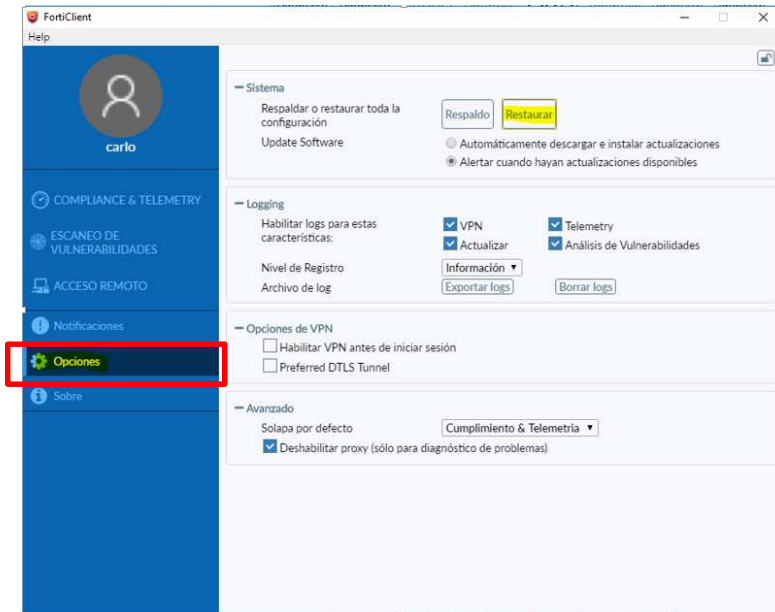 FortiClient
Help
carlo
COMPLIANCE & TELEMETRY
ESCANEO DE
VULNERABILIDADES
ACCESO REMOTO
Notificaciones
Opciones
Sobre
Sistema
Respaldar o restaurar toda la
configuración
Respaldo Restaurar
Update Software
Automáticamente descargar e instalar actualizaciones
Alertar cuando hayan actualizaciones disponibles
Logging
Habilitar logs para estas
características:
VPN Telemetry
Actualizar Análisis de Vulnerabilidades
Nivel de Registro Información
Archivo de log Exportar logs Borrar logs
Opciones de VPN
Habilitar VPN antes de iniciar sesión
Preferred DTLS Tunnel
Avanzado
Solapa por defecto Cumplimiento & Telemetria
Deshabilitar proxy (sólo para diagnóstico de problemas)